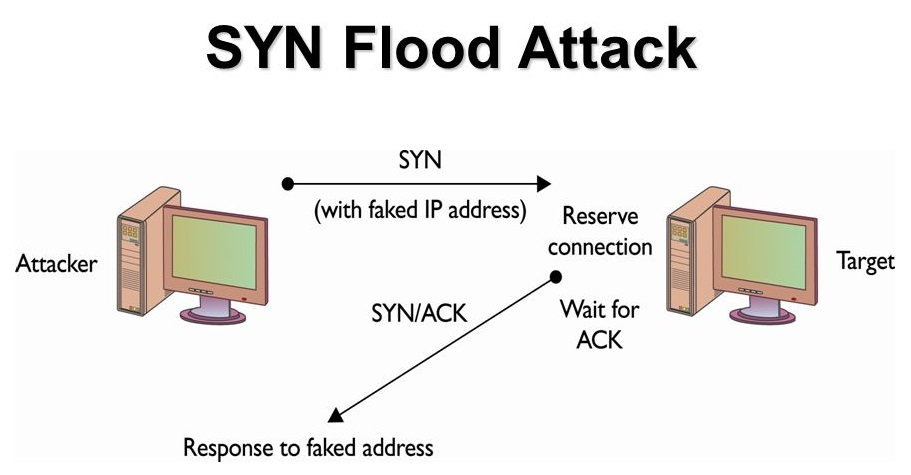 SYN Flood Attack
SYN
(with faked IP address)
Reserve
connection
Attacker
Target
SYN/ACK
Wait for
ACK
Response to faked address